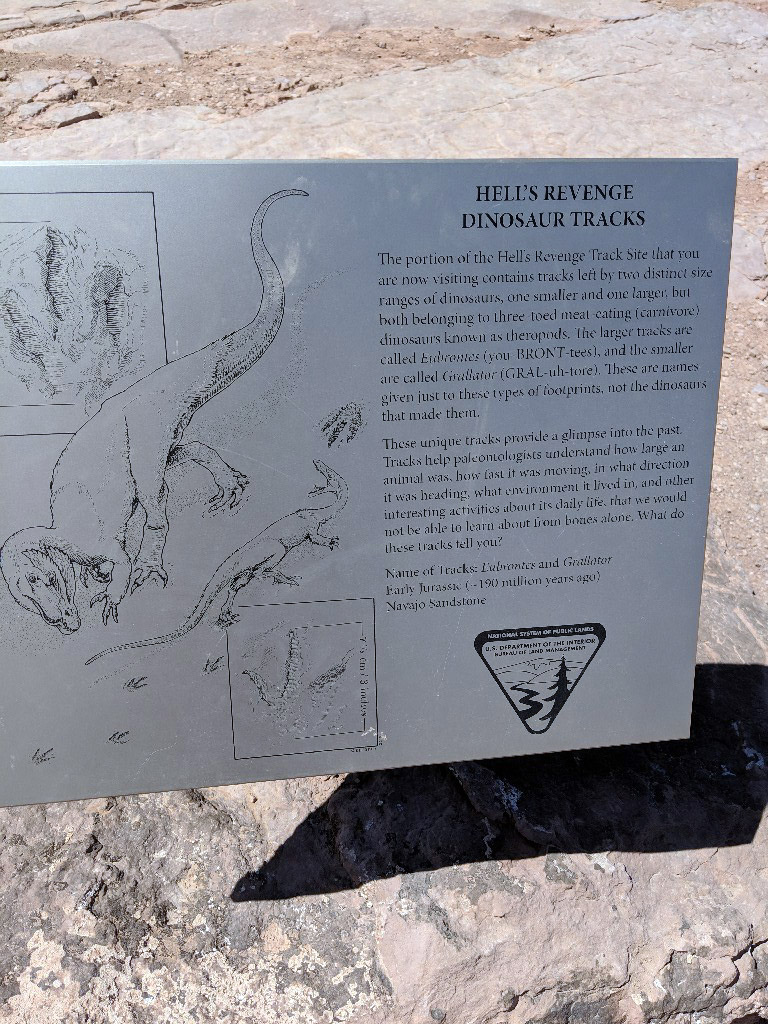 HELL'S REVENGE
DINOSAUR TRACKS
The portion of the Hell's Revenge Track Site that you
are now visiting contains tracks left by two distinct size
ranges of dinosaurs, one smaller and one larger, but
both belonging to three-toed meat-eating (carnivore)
dinosaurs known as theropods. The larger tracks are
called Eubrontes (you-BRONT-tees), and the smaller
are called Grallator (GRAL-uh-tore). These are names
given just to these types of footprints, not the dinosaurs
that made them.
These unique tracks provide a glimpse into the past.
Tracks help paleontologists understand how large an
animal was, how fast it was moving, in what direction
it was heading, what environment it lived in, and other
interesting activities about its daily life, that we would
not be able to learn about from bones alone. What do
these tracks tell you?
Name of Tracks: Eubrontes and Grallator
Early Jurassic (~190 million years ago)
Navajo Sandstone
NATIONAL SYSTEM OF PUBLIC LANDS
U.S. DEPARTMENT OF THE INTERIOR
BUREAU OF LAND MANAGEMENT